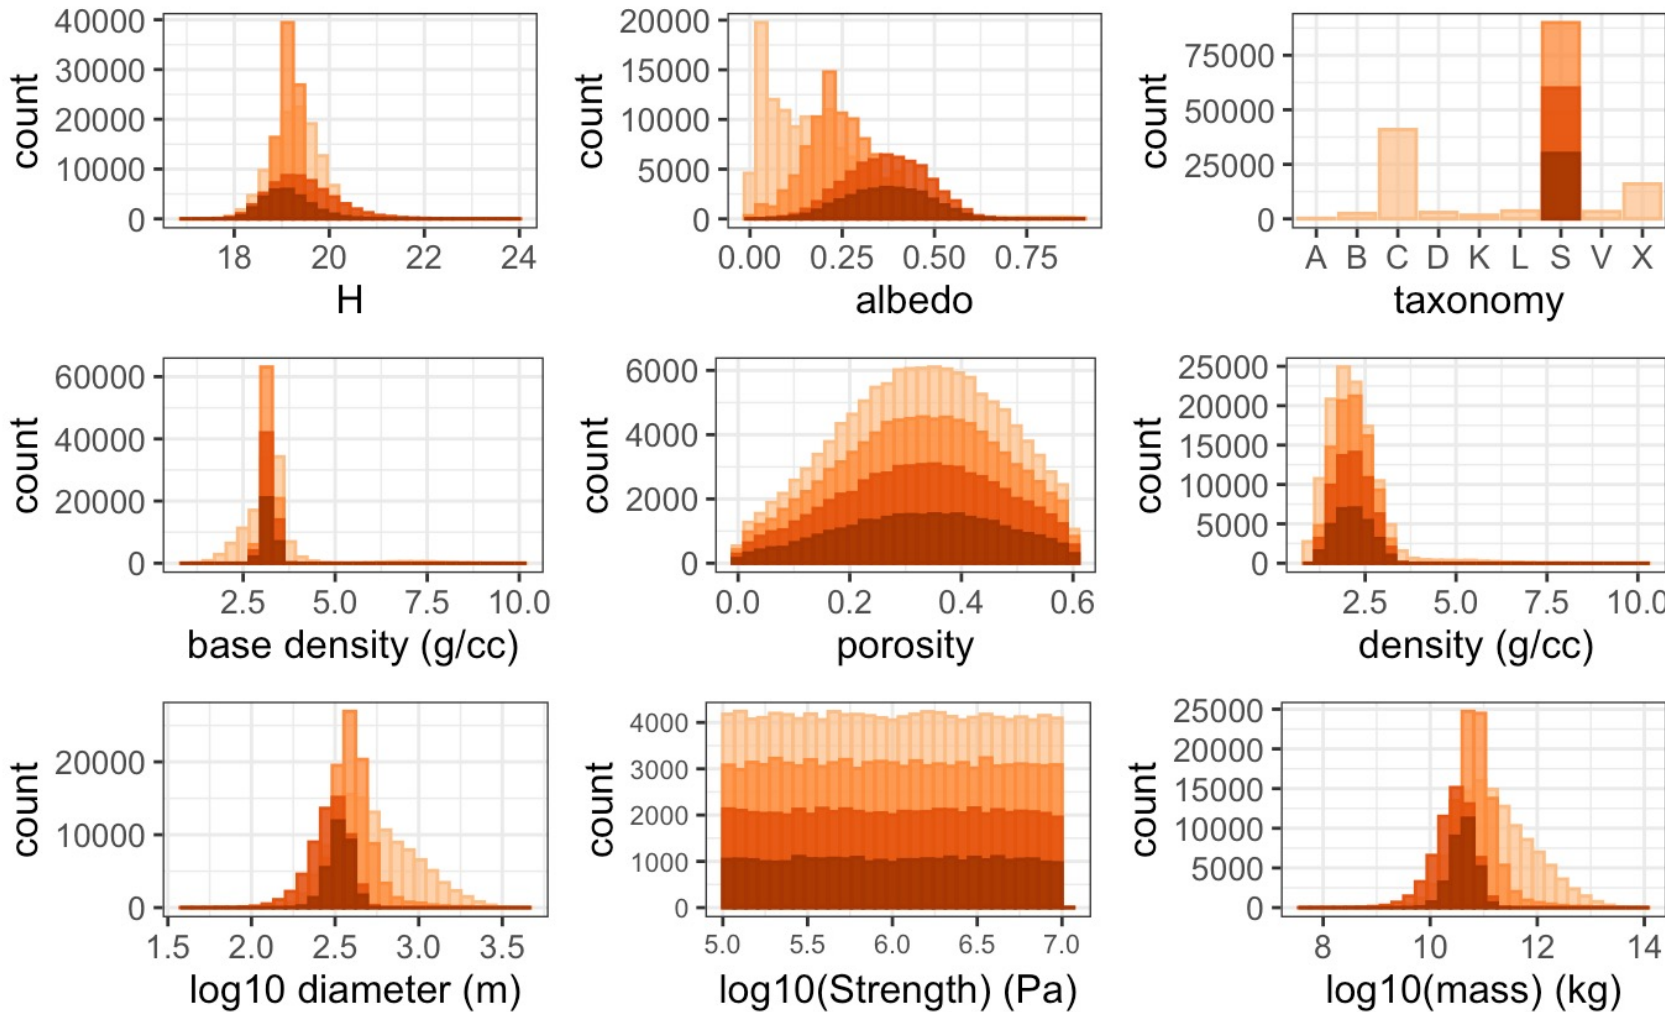 count
40000
30000
20000
10000
0
18 20 22 24
H
count
20000
15000
10000
5000
0
0.00 0.25 0.50 0.75
albedo
count
75000
50000
25000
0
A B C D K L S V X
taxonomy
count
60000
40000
20000
0
2.5 5.0 7.5 10.0
base density (g/cc)
count
6000
4000
2000
0
0.0 0.2 0.4 0.6
porosity
count
25000
20000
15000
10000
5000
0
2.5 5.0 7.5 10.0
density (g/cc)
count
20000
10000
0
1.5 2.0 2.5 3.0 3.5
log10 diameter (m)
count
4000
3000
2000
1000
0
5.0 5.5 6.0 6.5 7.0
log10(Strength) (Pa)
count
25000
20000
15000
10000
5000
0
8 10 12 14
log10(mass) (kg)